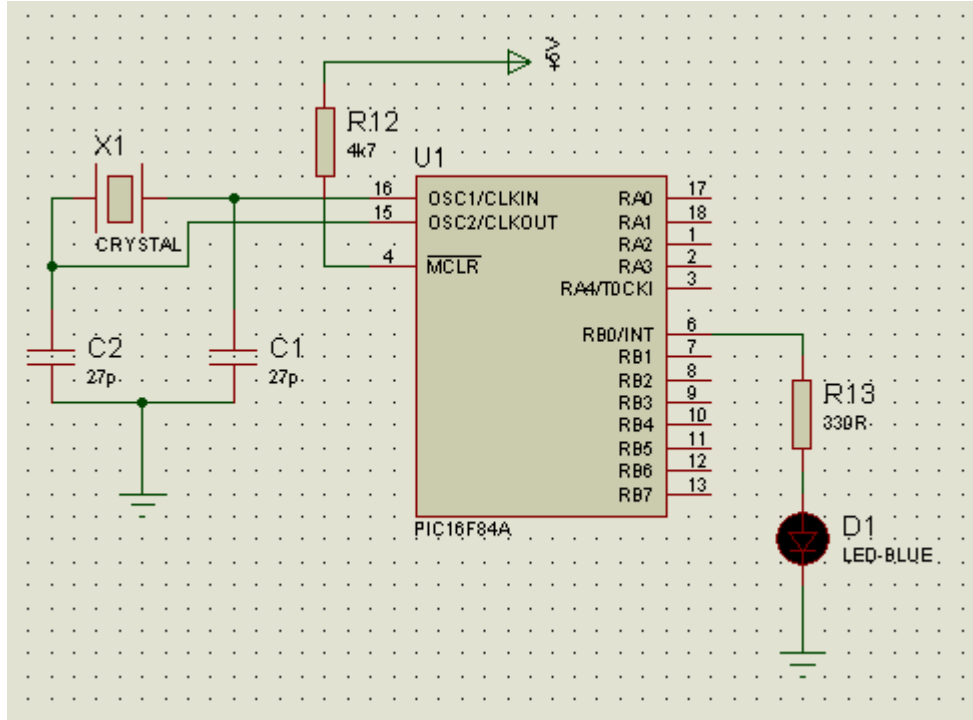 +5V
R12
4k7
X1
CRYSTAL
U1
16
OSC1/CLKIN
15
OSC2/CLKOUT
4
MCLR
RA0
17
RA1
18
RA2
1
RA3
2
RA4/T0CKI
3
RB0/INT
6
RB1
7
RB2
8
RB3
9
RB4
10
RB5
11
RB6
12
RB7
13
PIC16F84A
C2
27p
C1
27p
R13
330R
D1
LED-BLUE